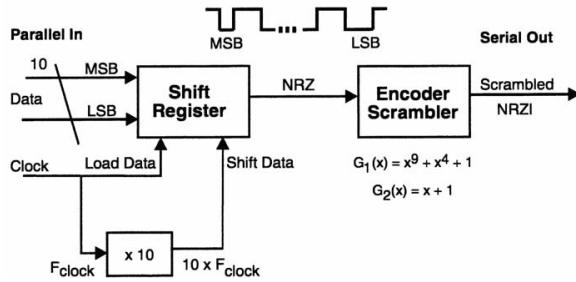 Parallel In
MSB
LSB
Serial Out
10
MSB
Data
LSB
Shift
Register
NRZ
Encoder
Scrambler
Scrambled
NRZI
Clock
Load Data
Shift Data
G₁(x) = x⁹ + x⁴ + 1
G₂(x) = x + 1
x 10
Fclock
10 x Fclock